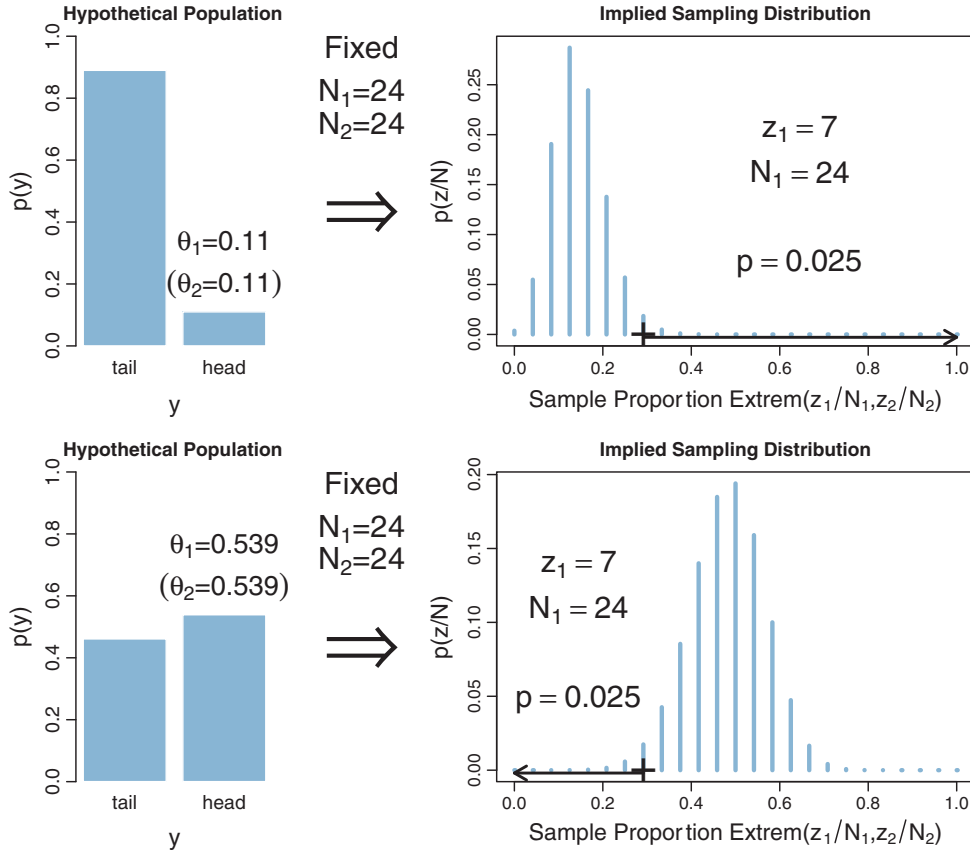 Hypothetical Population
1.0
0.8
0.6
0.4
0.2
0.0
p(y)
θ₁=0.11
(θ₂=0.11)
tail head
y
Fixed
N₁=24
N₂=24
Implied Sampling Distribution
0.25
0.20
0.15
0.10
0.05
0.00
p(z/N)
z₁ = 7
N₁ = 24
p = 0.025
0.0 0.2 0.4 0.6 0.8 1.0
Sample Proportion Extrem(z₁/N₁,z₂/N₂)
Hypothetical Population
1.0
0.8
0.6
0.4
0.2
0.0
p(y)
θ₁=0.539
(θ₂=0.539)
tail head
y
Fixed
N₁=24
N₂=24
Implied Sampling Distribution
0.20
0.15
0.10
0.05
0.00
p(z/N)
z₁ = 7
N₁ = 24
p = 0.025
0.0 0.2 0.4 0.6 0.8 1.0
Sample Proportion Extrem(z₁/N₁,z₂/N₂)